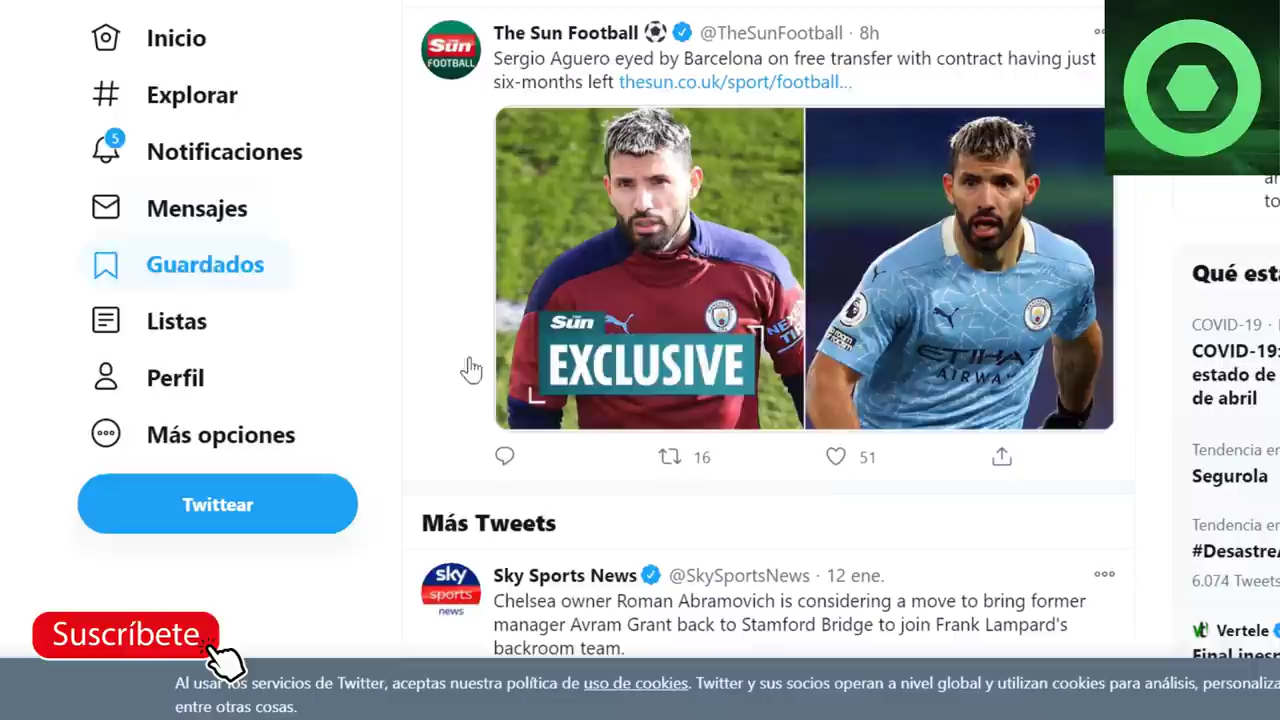 Inicio
Explorar
5
Notificaciones
Mensajes
Guardados
Listas
Perfil
Más opciones
Twittear
Suscríbete
The Sun Football @TheSunFootball · 8h
Sergio Aguero eyed by Barcelona on free transfer with contract having just
six-months left thesun.co.uk/sport/football...
Sun
FOOTBALL
THE Sun
EXCLUSIVE
ETIHAD
AIRWAYS
16
51
Más Tweets
sky
sports
news
Sky Sports News @SkySportsNews · 12 ene.
Chelsea owner Roman Abramovich is considering a move to bring former
manager Avram Grant back to Stamford Bridge to join Frank Lampard's
backroom team.
to
Qué est
COVID-19 ·
COVID-19:
estado de
de abril
Tendencia en
Segurola
Tendencia en
#Desastre
6.074 Tweets
Vertele
Final ines
Al usar los servicios de Twitter, aceptas nuestra política de uso de cookies. Twitter y sus socios operan a nivel global y utilizan cookies para análisis, personaliza
entre otras cosas.